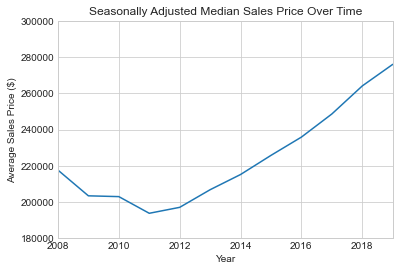 Seasonally Adjusted Median Sales Price Over Time
300000
280000
260000
240000
220000
200000
180000
Average Sales Price ($)
2008 2010 2012 2014 2016 2018
Year